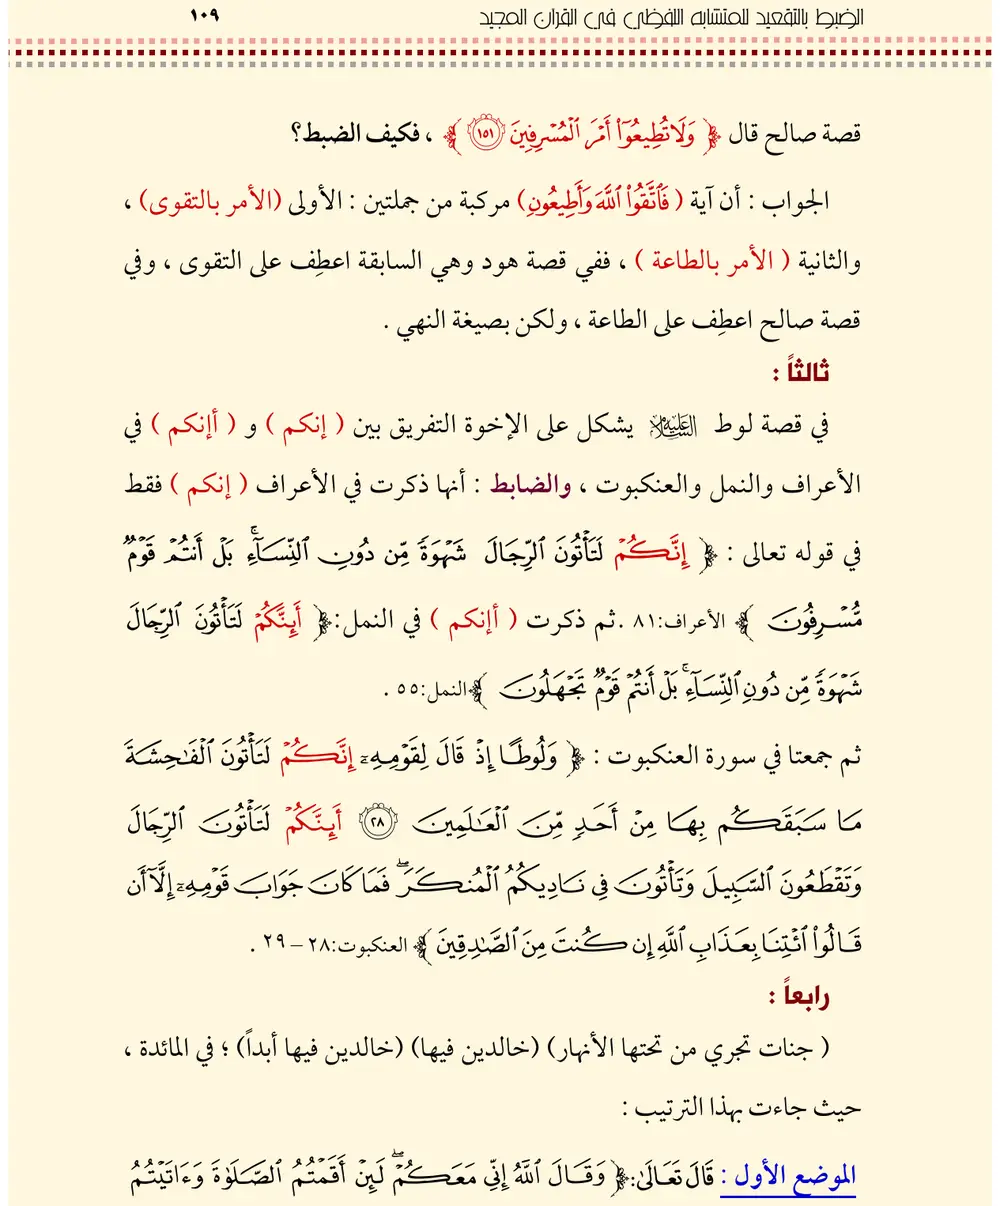 الضبط بالتقعيد للمتشابه اللفظي في القرآن المجيد ١٠٩
قصة صالح قال ﴿ وَلَا تُطِيعُوٓا۟ أَمْرَ ٱلْمُسْرِفِينَ ١٥١ ﴾ ، فكيف الضبط؟
الجواب : أن آية ( فَٱتَّقُوا۟ ٱللَّهَ وَأَطِيعُونِ) مركبة من جملتين : الأولى (الأمر بالتقوى) ،
والثانية ( الأمر بالطاعة ) ، ففي قصة هود وهي السابقة اعطِف على التقوى ، وفي
قصة صالح اعطِف على الطاعة ، ولكن بصيغة النهي .
ثالثاً :
في قصة لوط عليه السلام يشكل على الإخوة التفريق بين ( إنكم ) و ( أإنكم ) في
الأعراف والنمل والعنكبوت ، والضابط : أنها ذكرت في الأعراف ( إنكم ) فقط
في قوله تعالى : ﴿ إِنَّكُمْ لَتَأْتُونَ ٱلرِّجَالَ شَهْوَةً مِّن دُونِ ٱلنِّسَآءِ ۚ بَلْ أَنتُمْ قَوْمٌ
مُّسْرِفُونَ ﴾ الأعراف:٨١ .ثم ذكرت ( أإنكم ) في النمل:﴿ أَئِنَّكُمْ لَتَأْتُونَ ٱلرِّجَالَ
شَهْوَةً مِّن دُونِ ٱلنِّسَآءِ ۚ بَلْ أَنتُمْ قَوْمٌ تَجْهَلُونَ ﴾النمل:٥٥ .
ثم جمعتا في سورة العنكبوت : ﴿ وَلُوطًا إِذْ قَالَ لِقَوْمِهِۦٓ إِنَّكُمْ لَتَأْتُونَ ٱلْفَٰحِشَةَ
مَا سَبَقَكُم بِهَا مِنْ أَحَدٍ مِّنَ ٱلْعَٰلَمِينَ ٢٨ أَئِنَّكُمْ لَتَأْتُونَ ٱلرِّجَالَ
وَتَقْطَعُونَ ٱلسَّبِيلَ وَتَأْتُونَ فِى نَادِيكُمُ ٱلْمُنكَرَ ۖ فَمَا كَانَ جَوَابَ قَوْمِهِۦٓ إِلَّآ أَن
قَالُوا۟ ٱئْتِنَا بِعَذَابِ ٱللَّهِ إِن كُنتَ مِنَ ٱلصَّٰدِقِينَ ﴾ العنكبوت:٢٨ – ٢٩ .
رابعاً :
( جنات تجري من تحتها الأنهار) (خالدين فيها) (خالدين فيها أبداً) ؛ في المائدة ،
حيث جاءت بهذا الترتيب :
الموضع الأول : قَالَ تَعَالَىٰ:﴿ وَقَالَ ٱللَّهُ إِنِّى مَعَكُمْ ۖ لَئِنْ أَقَمْتُمُ ٱلصَّلَوٰةَ وَءَاتَيْتُمُ